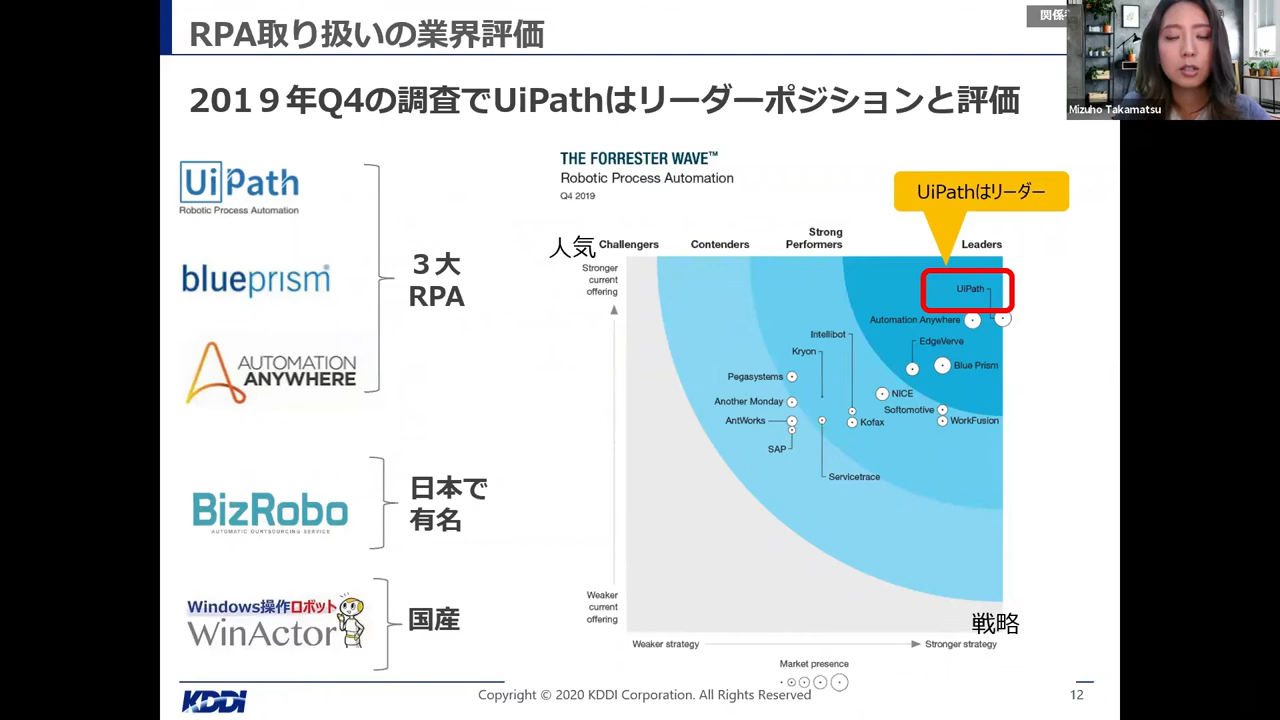 RPA取り扱いの業界評価
関係
Mizuho Takamatsu
201９年Q4の調査でUiPathはリーダーポジションと評価
UiPath
Robotic Process Automation
blueprism
AUTOMATION
ANYWHERE
３大
RPA
BizRobo
AUTOMATIC OURTSOURCING SERVICE
日本で
有名
Windows操作ロボット
WinActor
国産
THE FORRESTER WAVE™
Robotic Process Automation
Q4 2019
UiPathはリーダー
人気
Challengers
Contenders
Strong
Performers
Leaders
Stronger
current
offering
UiPath
Automation Anywhere
Intellibot
EdgeVerve
Kryon
Blue Prism
Pegasystems
NICE
Another Monday
Softomotive
AntWorks
Kofax
WorkFusion
SAP
Servicetrace
Weaker
current
offering
戦略
Weaker strategy
Stronger strategy
Market presence
KDDI
Copyright © 2020 KDDI Corporation. All Rights Reserved
12